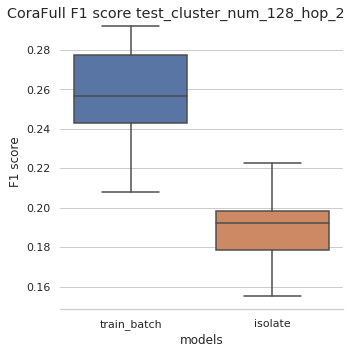 CoraFull F1 score test_cluster_num_128_hop_2
0.28
0.26
0.24
0.22
0.20
0.18
0.16
F1 score
train_batch
isolate
models